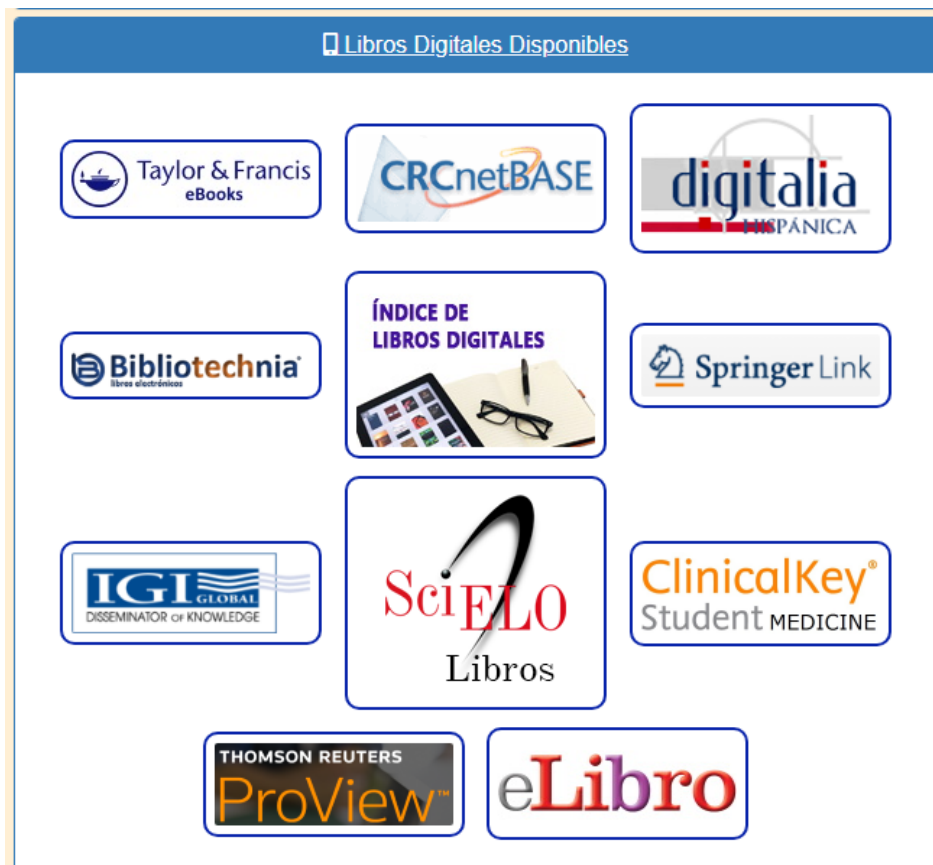 Libros Digitales Disponibles
Taylor & Francis
eBooks
CRCnetBASE
digitalia
HISPÁNICA
Bibliotechnia®
libros electrónicos
ÍNDICE DE
LIBROS DIGITALES
Springer Link
IGI GLOBAL
DISSEMINATOR OF KNOWLEDGE
SciELO
Libros
ClinicalKey®
Student MEDICINE
THOMSON REUTERS
ProView™
eLibro